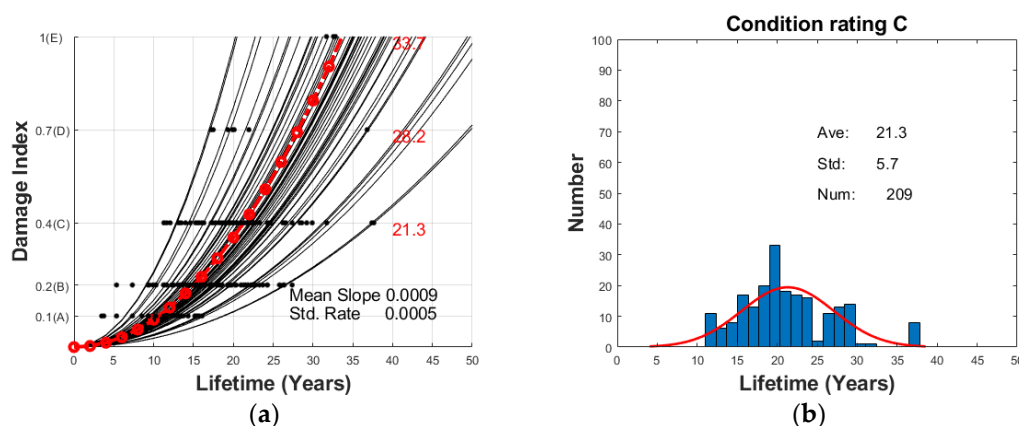 1(E)
0.7(D)
0.4(C)
0.2(B)
0.1(A)
Damage Index
33.7
28.2
21.3
Mean Slope 0.0009
Std. Rate 0.0005
0 5 10 15 20 25 30 35 40 45 50
Lifetime (Years)
(a)
Condition rating C
100
90
80
70
60
50
40
30
20
10
0
Number
Ave: 21.3
Std: 5.7
Num: 209
0 5 10 15 20 25 30 35 40 45 50
Lifetime (Years)
(b)